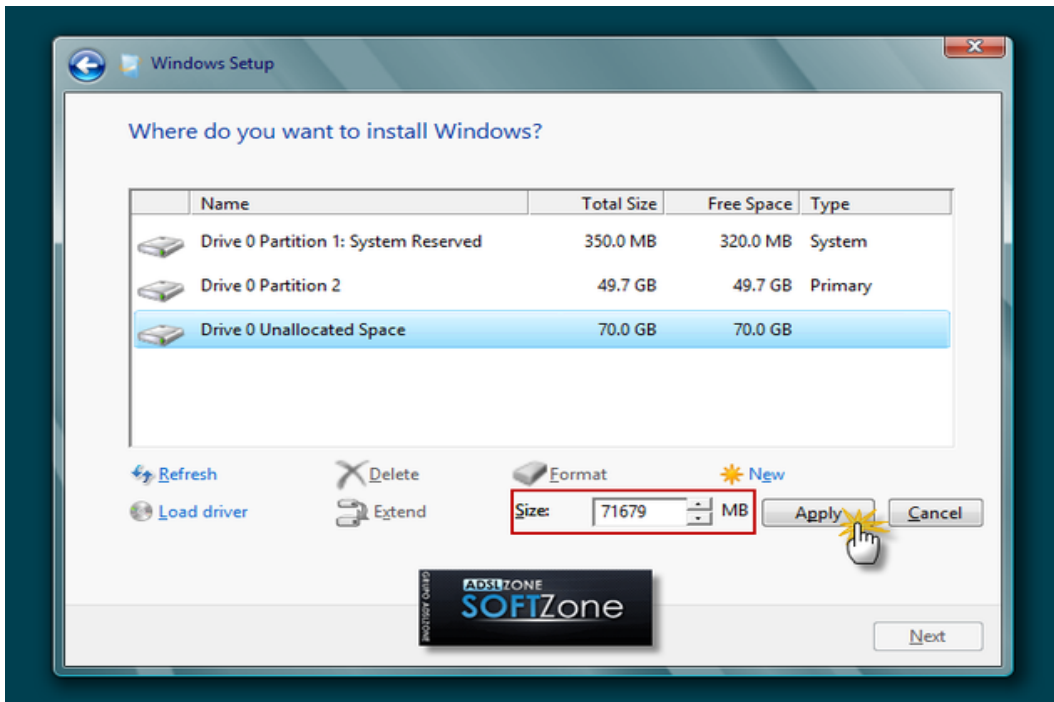 Windows Setup
Where do you want to install Windows?
Name Total Size Free Space Type
Drive 0 Partition 1: System Reserved 350.0 MB 320.0 MB System
Drive 0 Partition 2 49.7 GB 49.7 GB Primary
Drive 0 Unallocated Space 70.0 GB 70.0 GB
Refresh Delete Format New
Load driver Extend Size: 71679 MB Apply Cancel
GRUPO ADSLZONE
ADSLZONE
SOFTZone
Next